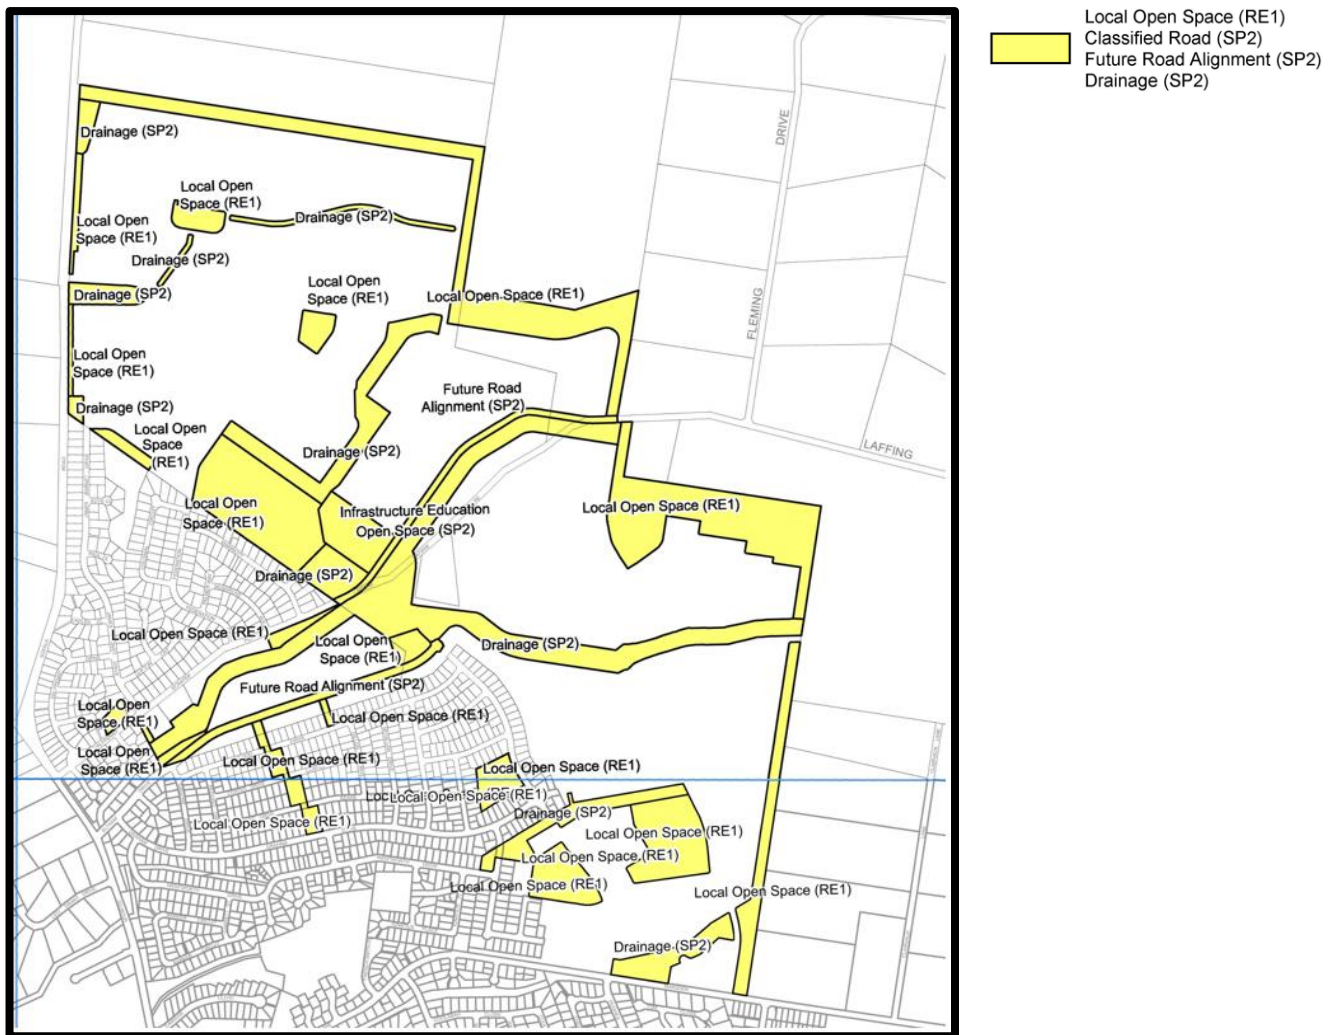 Local Open Space (RE1)
Classified Road (SP2)
Future Road Alignment (SP2)
Drainage (SP2)
DRIVE
Drainage (SP2)
Local Open
Space (RE1)
Local Open
Space (RE1)
Drainage (SP2)
Drainage (SP2)
Drainage (SP2)
Local Open
Space (RE1)
Local Open Space (RE1)
FLEMING
Local Open
Space (RE1)
Future Road
Alignment (SP2)
Drainage (SP2)
Local Open
Space
(RE1)
Drainage (SP2)
LAFFING
Local Open
Space (RE1)
Infrastructure Education
Open Space (SP2)
Local Open Space (RE1)
Drainage (SP2)
Local Open Space (RE1)
Local Open
Space (RE1)
Drainage (SP2)
Future Road Alignment (SP2)
Local Open
Space (RE1)
Local Open Space (RE1)
Local Open
Space (RE1)
Local Open Space (RE1)
Local Open Space (RE1)
Local Open Space (RE1)
Local Open Space (RE1)
Drainage (SP2)
Local Open Space (RE1)
Local Open Space (RE1)
Local Open Space (RE1)
Local Open Space (RE1)
Drainage (SP2)